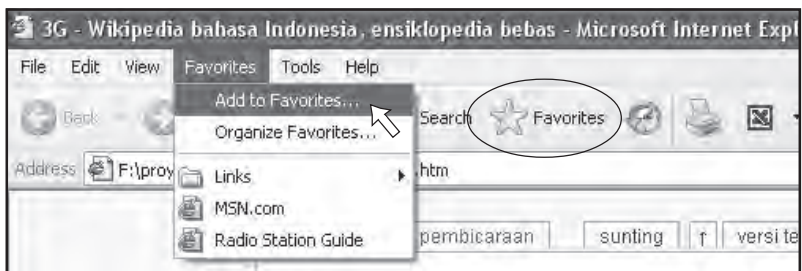 3G - Wikipedia bahasa Indonesia, ensiklopedia bebas - Microsoft Internet Expl
File Edit View Favorites Tools Help
Back Search Favorites
Add to Favorites...
Organize Favorites...
Links
MSN.com
Radio Station Guide
Address F:\proy .htm
pembicaraan sunting versi te